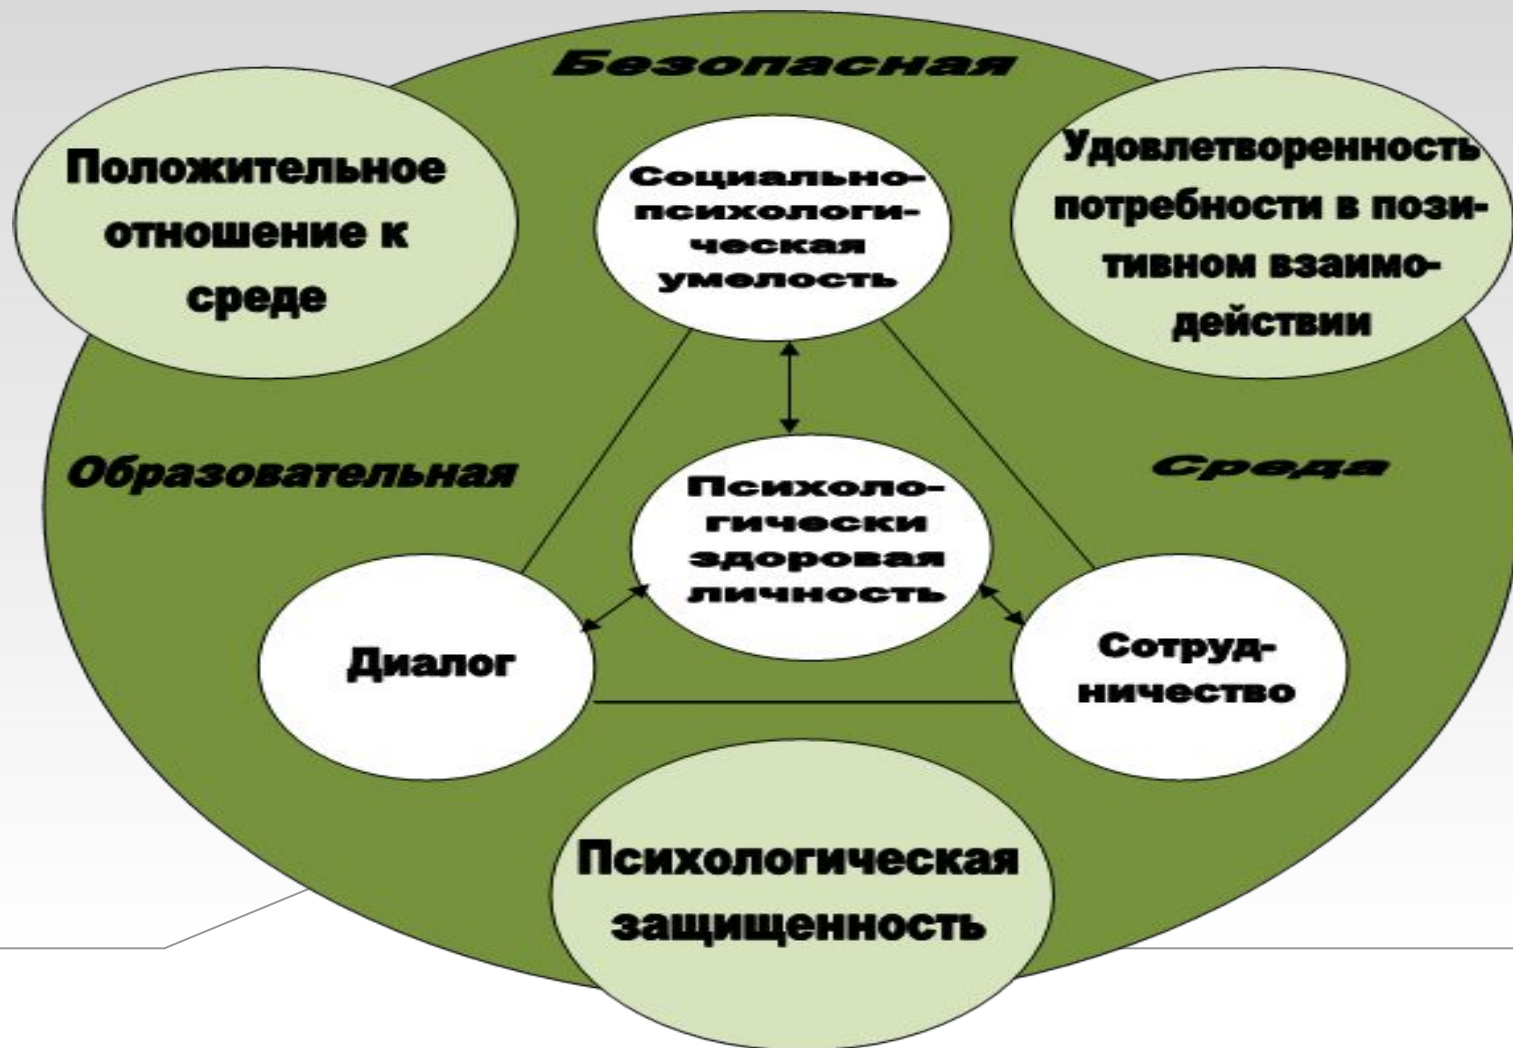 Безопасная
Положительное
отношение к
среде
Социально-
психологи-
ческая
умелость
Удовлетворенность
потребности в пози-
тивном взаимо-
действии
Образовательная
Среда
Психоло-
гически
здоровая
личность
Диалог
Сотруд-
ничество
Психологическая
защищенность